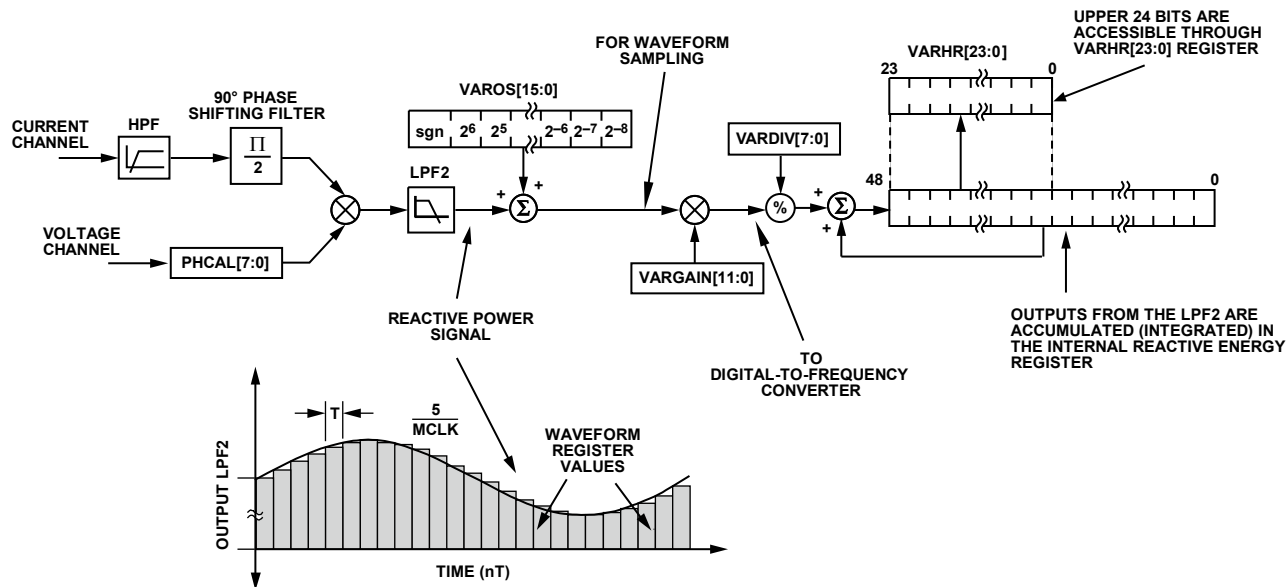 UPPER 24 BITS ARE
ACCESSIBLE THROUGH
VARHR[23:0] REGISTER
FOR WAVEFORM
SAMPLING
VARHR[23:0]
23
0
VAROS[15:0]
sgn 2⁶ 2⁵ 2⁻⁶ 2⁻⁷ 2⁻⁸
90° PHASE
SHIFTING FILTER
CURRENT
CHANNEL
HPF
Π
2
VARDIV[7:0]
LPF2
+
+
Σ
%
+
+
Σ
48
0
VOLTAGE
CHANNEL
PHCAL[7:0]
VARGAIN[11:0]
REACTIVE POWER
SIGNAL
TO
DIGITAL-TO-FREQUENCY
CONVERTER
OUTPUTS FROM THE LPF2 ARE
ACCUMULATED (INTEGRATED) IN
THE INTERNAL REACTIVE ENERGY
REGISTER
T
5
MCLK
WAVEFORM
REGISTER
VALUES
OUTPUT LPF2
TIME (nT)